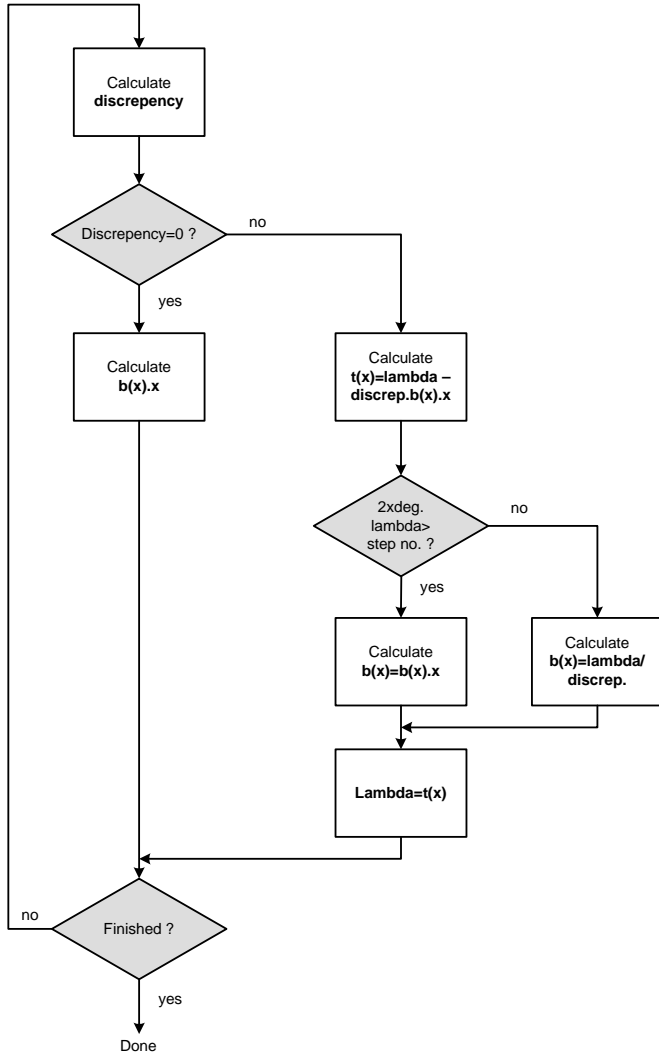 Calculate
discrepency
Discrepency=0 ?
no
yes
Calculate
b(x).x
Calculate
t(x)=lambda –
discrep.b(x).x
2xdeg.
lambda>
step no. ?
no
yes
Calculate
b(x)=b(x).x
Calculate
b(x)=lambda/
discrep.
Lambda=t(x)
no
Finished ?
yes
Done